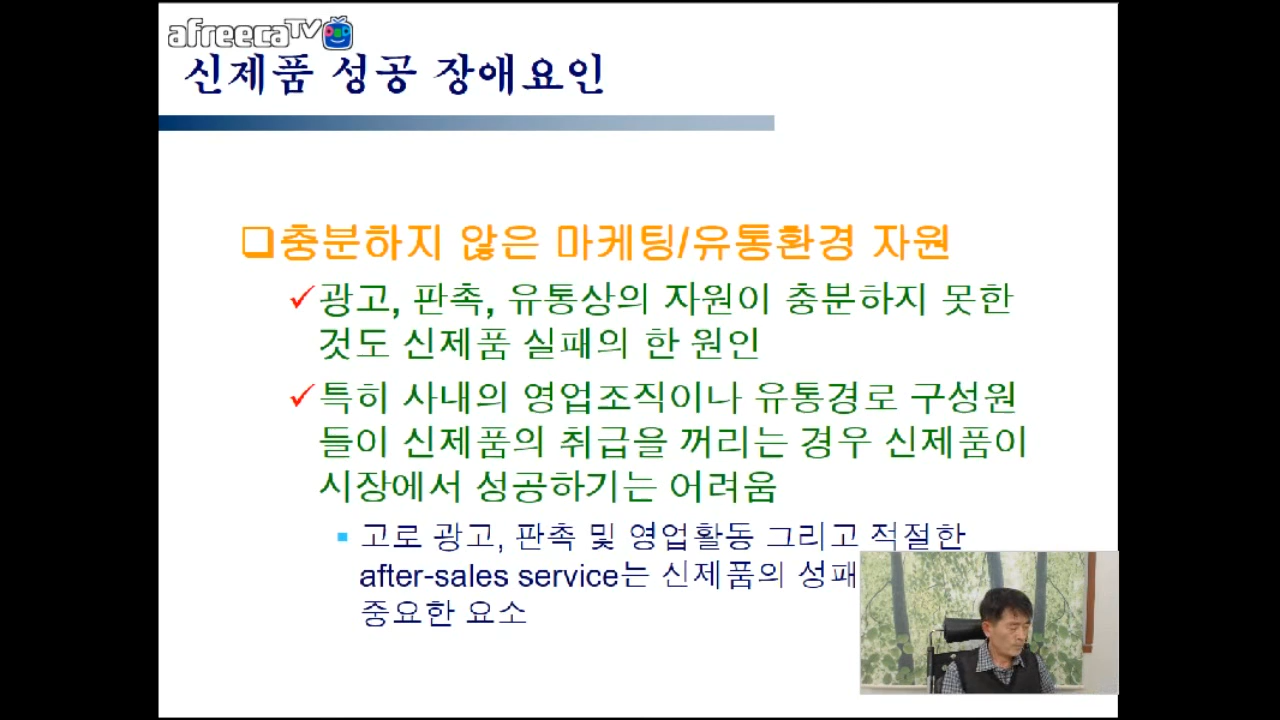 afreecaTV
신제품 성공 장애요인
충분하지 않은 마케팅/유통환경 자원
광고, 판촉, 유통상의 자원이 충분하지 못한
것도 신제품 실패의 한 원인
특히 사내의 영업조직이나 유통경로 구성원
들이 신제품의 취급을 꺼리는 경우 신제품이
시장에서 성공하기는 어려움
고로 광고, 판촉 및 영업활동 그리고 적절한
after-sales service는 신제품의 성패
중요한 요소